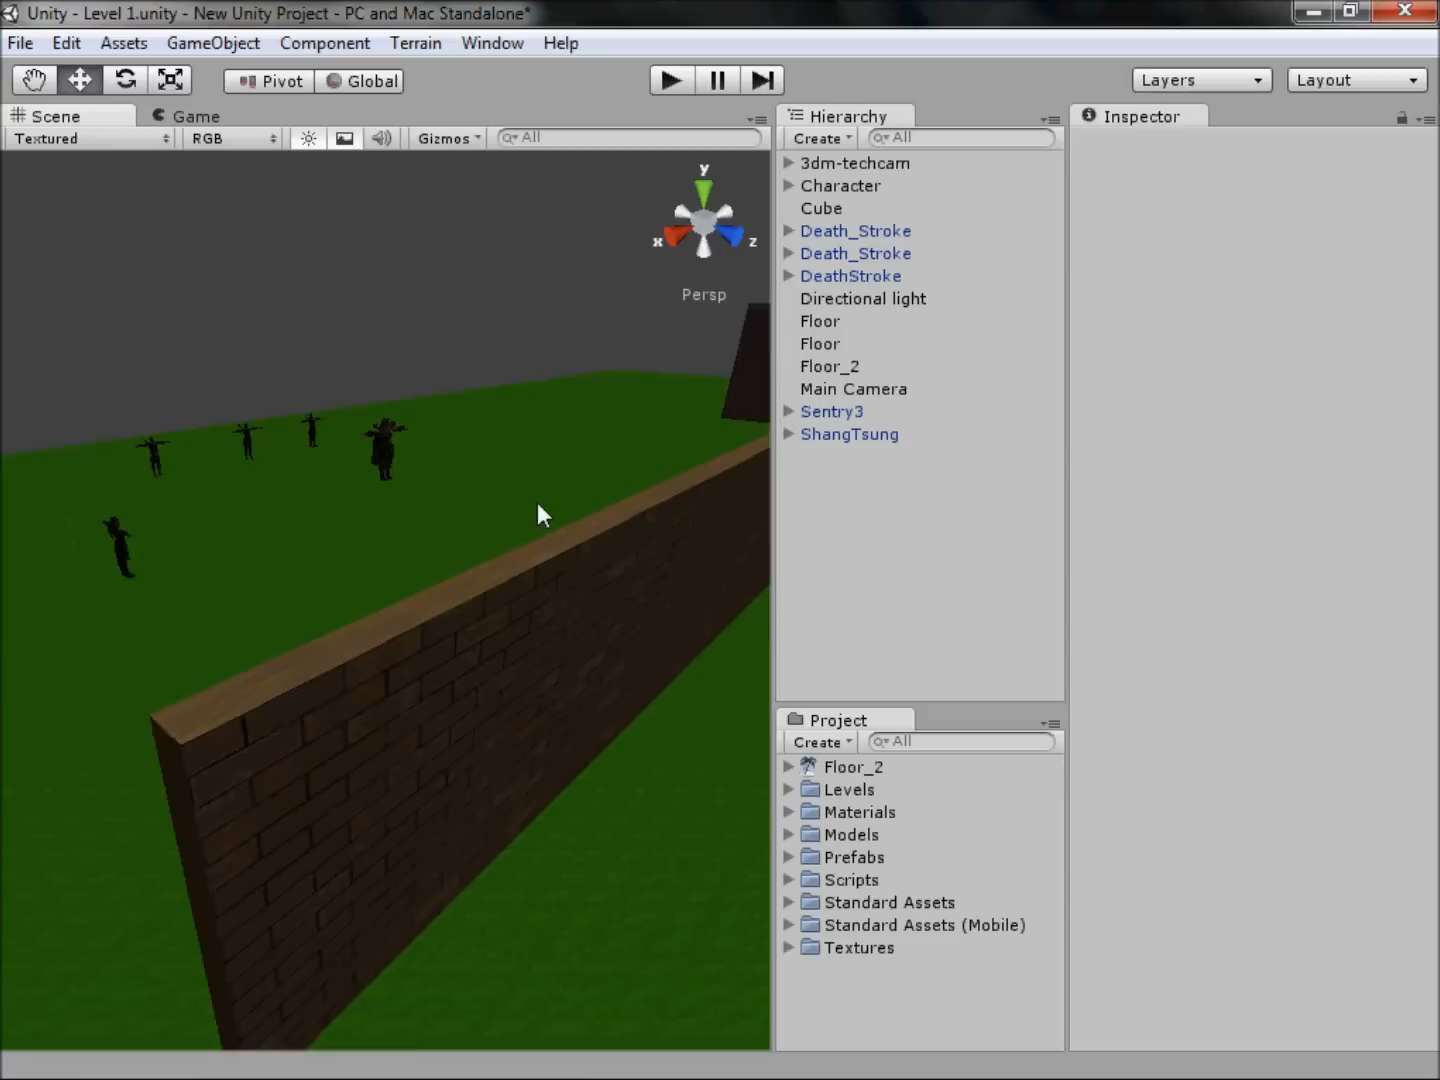 Unity - Level 1.unity - New Unity Project - PC and Mac Standalone*
File Edit Assets GameObject Component Terrain Window Help
Pivot Global Layers Layout
Scene Game
Textured RGB Gizmos All
y
x z
Persp
Hierarchy
Create All
3dm-techcam
Character
Cube
Death_Stroke
Death_Stroke
DeathStroke
Directional light
Floor
Floor
Floor_2
Main Camera
Sentry3
ShangTsung
Project
Create All
Floor_2
Levels
Materials
Models
Prefabs
Scripts
Standard Assets
Standard Assets (Mobile)
Textures
Inspector